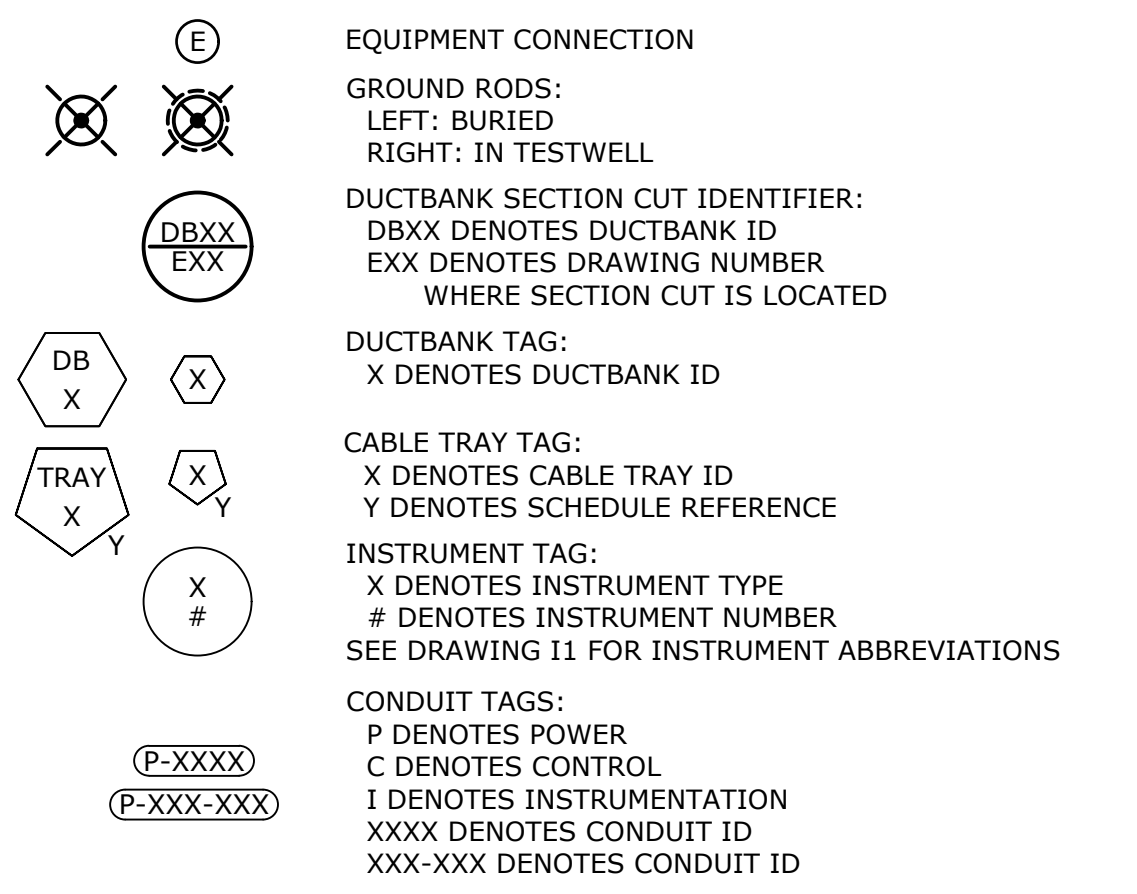 E EQUIPMENT CONNECTION
GROUND RODS:
LEFT: BURIED
RIGHT: IN TESTWELL
DUCTBANK SECTION CUT IDENTIFIER:
DBXX DBXX DENOTES DUCTBANK ID
EXX EXX DENOTES DRAWING NUMBER
WHERE SECTION CUT IS LOCATED
DUCTBANK TAG:
DB
X X X DENOTES DUCTBANK ID
CABLE TRAY TAG:
TRAY X X DENOTES CABLE TRAY ID
X Y Y DENOTES SCHEDULE REFERENCE
Y
INSTRUMENT TAG:
X X DENOTES INSTRUMENT TYPE
# # DENOTES INSTRUMENT NUMBER
SEE DRAWING I1 FOR INSTRUMENT ABBREVIATIONS
CONDUIT TAGS:
P DENOTES POWER
P-XXXX C DENOTES CONTROL
P-XXX-XXX I DENOTES INSTRUMENTATION
XXXX DENOTES CONDUIT ID
XXX-XXX DENOTES CONDUIT ID